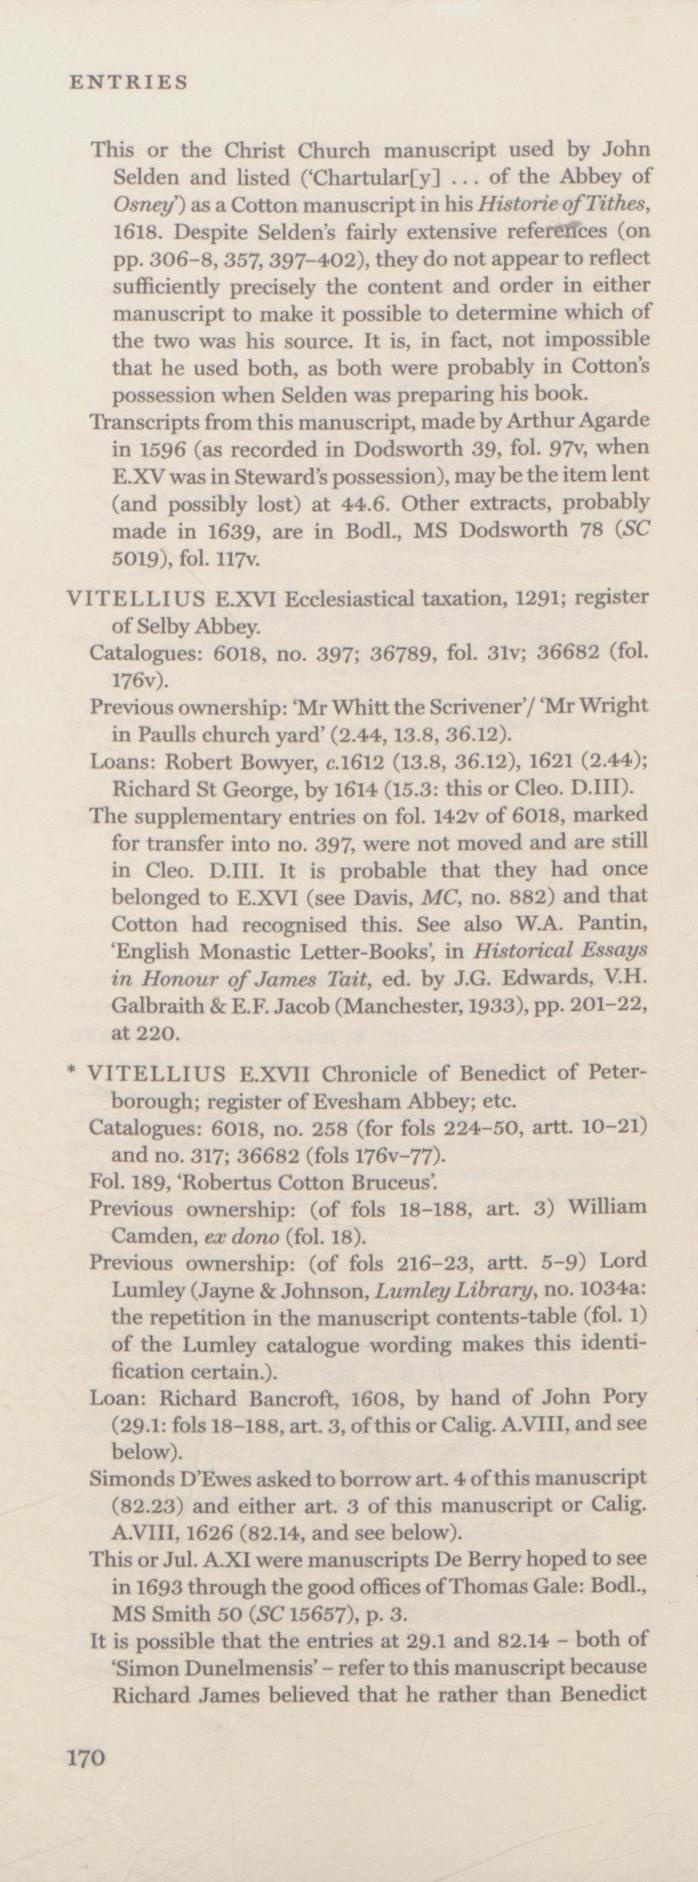 ENTRIES
This or the Christ Church manuscript used by John
Selden and listed (‘Chartular[y] ... of the Abbey of
Osney’) as a Cotton manuscript in his Historie of Tithes,
1618. Despite Selden’s fairly extensive references (on
pp. 306–8, 357, 397–402), they do not appear to reflect
sufficiently precisely the content and order in either
manuscript to make it possible to determine which of
the two was his source. It is, in fact, not impossible
that he used both, as both were probably in Cotton’s
possession when Selden was preparing his book.
Transcripts from this manuscript, made by Arthur Agarde
in 1596 (as recorded in Dodsworth 39, fol. 97v, when
E.XV was in Steward’s possession), may be the item lent
(and possibly lost) at 44.6. Other extracts, probably
made in 1639, are in Bodl., MS Dodsworth 78 (SC
5019), fol. 117v.
VITELLIUS E.XVI Ecclesiastical taxation, 1291; register
of Selby Abbey.
Catalogues: 6018, no. 397; 36789, fol. 31v; 36682 (fol.
176v).
Previous ownership: ‘Mr Whitt the Scrivener’/ ‘Mr Wright
in Paulls church yard’ (2.44, 13.8, 36.12).
Loans: Robert Bowyer, c.1612 (13.8, 36.12), 1621 (2.44);
Richard St George, by 1614 (15.3: this or Cleo. D.III).
The supplementary entries on fol. 142v of 6018, marked
for transfer into no. 397, were not moved and are still
in Cleo. D.III. It is probable that they had once
belonged to E.XVI (see Davis, MC, no. 882) and that
Cotton had recognised this. See also W.A. Pantin,
‘English Monastic Letter-Books’, in Historical Essays
in Honour of James Tait, ed. by J.G. Edwards, V.H.
Galbraith & E.F. Jacob (Manchester, 1933), pp. 201–22,
at 220.
* VITELLIUS E.XVII Chronicle of Benedict of Peter-
borough; register of Evesham Abbey; etc.
Catalogues: 6018, no. 258 (for fols 224–50, artt. 10–21)
and no. 317; 36682 (fols 176v–77).
Fol. 189, ‘Robertus Cotton Bruceus’.
Previous ownership: (of fols 18–188, art. 3) William
Camden, ex dono (fol. 18).
Previous ownership: (of fols 216–23, artt. 5–9) Lord
Lumley (Jayne & Johnson, Lumley Library, no. 1034a:
the repetition in the manuscript contents-table (fol. 1)
of the Lumley catalogue wording makes this identi-
fication certain.).
Loan: Richard Bancroft, 1608, by hand of John Pory
(29.1: fols 18–188, art. 3, of this or Calig. A.VIII, and see
below).
Simonds D’Ewes asked to borrow art. 4 of this manuscript
(82.23) and either art. 3 of this manuscript or Calig.
A.VIII, 1626 (82.14, and see below).
This or Jul. A.XI were manuscripts De Berry hoped to see
in 1693 through the good offices of Thomas Gale: Bodl.,
MS Smith 50 (SC 15657), p. 3.
It is possible that the entries at 29.1 and 82.14 – both of
‘Simon Dunelmensis’ – refer to this manuscript because
Richard James believed that he rather than Benedict
170